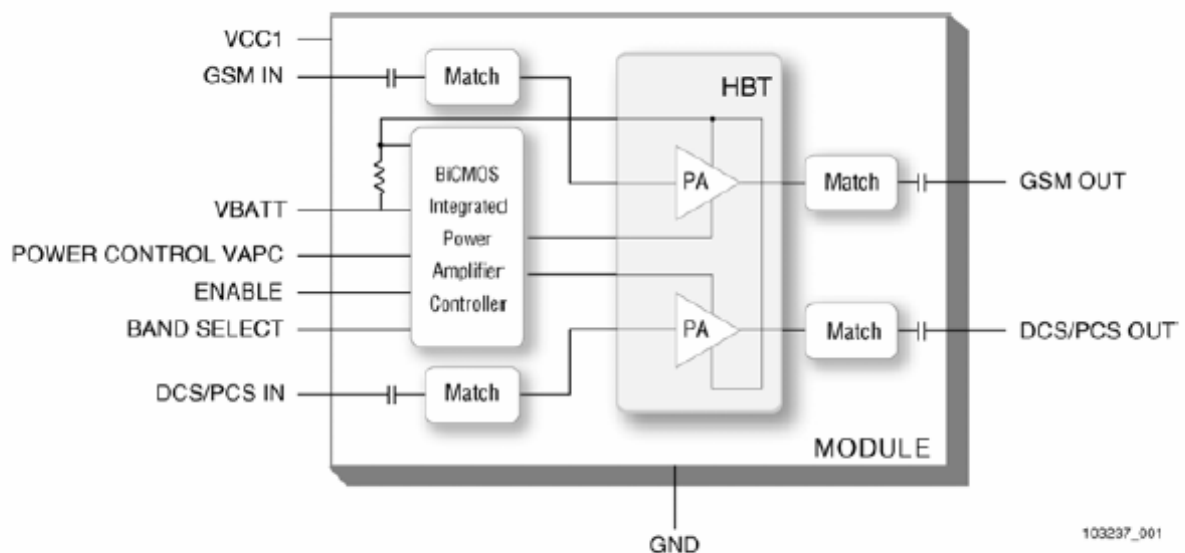 VCC1
GSM IN
Match
HBT
BiCMOS
Integrated
Power
Amplifier
Controller
PA
Match
GSM OUT
VBATT
POWER CONTROL VAPC
ENABLE
BAND SELECT
PA
Match
DCS/PCS OUT
DCS/PCS IN
Match
MODULE
GND
103237_001